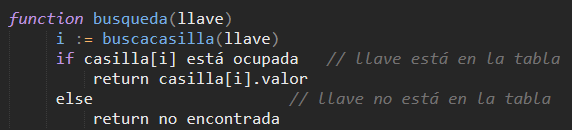 function busqueda(llave)
i := buscacasilla(llave)
if casilla[i] está ocupada // llave está en la tabla
return casilla[i].valor
else // llave no está en la tabla
return no encontrada